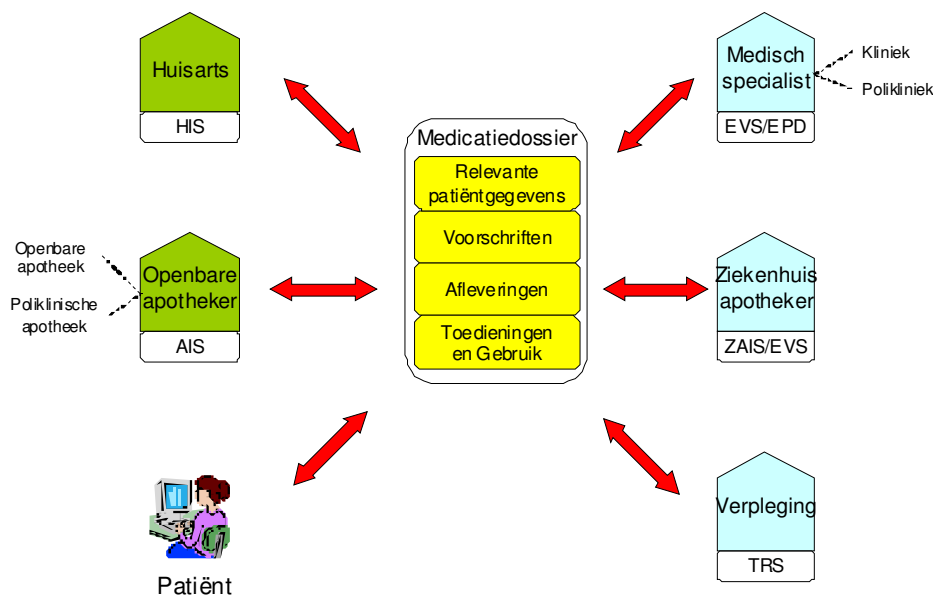 Huisarts
HIS
Medisch
specialist
EVS/EPD
Kliniek
Polikliniek
Medicatiedossier
Relevante
patiëntgegevens
Voorschriften
Afleveringen
Toedieningen
en Gebruik
Openbare
apotheek
Poliklinische
apotheek
Openbare
apotheker
AIS
Ziekenhuis
apotheker
ZAIS/EVS
Patiënt
Verpleging
TRS